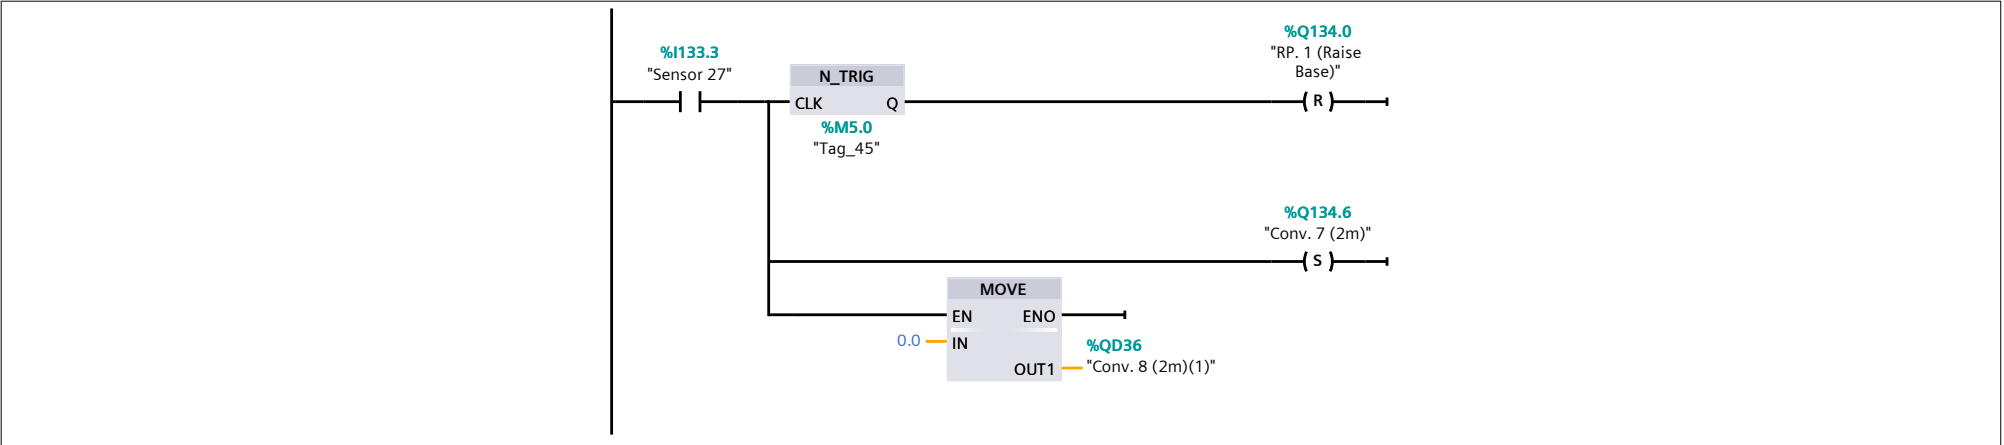 %Q134.0
"RP. 1 (Raise
Base)"
%I133.3
"Sensor 27"
N_TRIG
CLK Q
R
%M5.0
"Tag_45"
%Q134.6
"Conv. 7 (2m)"
S
MOVE
EN ENO
0.0 IN
%QD36
OUT1 "Conv. 8 (2m)(1)"